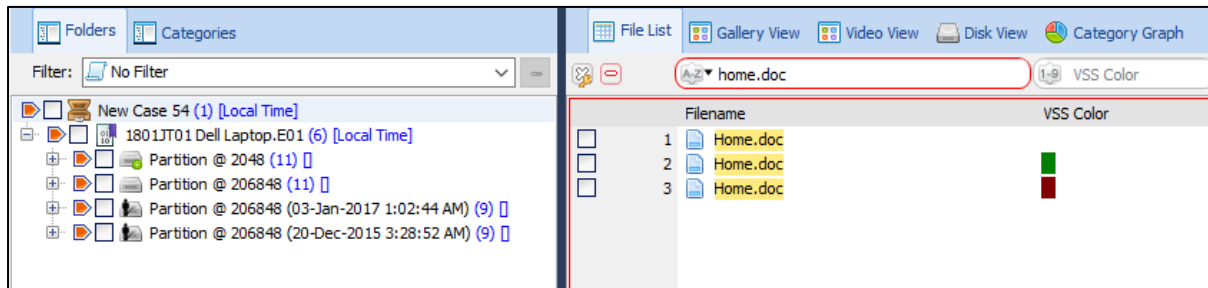 Folders Categories
Filter: No Filter
New Case 54 (1) [Local Time]
1801JT01 Dell Laptop.E01 (6) [Local Time]
Partition @ 2048 (11) []
Partition @ 206848 (11) []
Partition @ 206848 (03-Jan-2017 1:02:44 AM) (9) []
Partition @ 206848 (20-Dec-2015 3:28:52 AM) (9) []
File List Gallery View Video View Disk View Category Graph
A-Z home.doc 1-9 VSS Color
Filename VSS Color
1 Home.doc
2 Home.doc
3 Home.doc